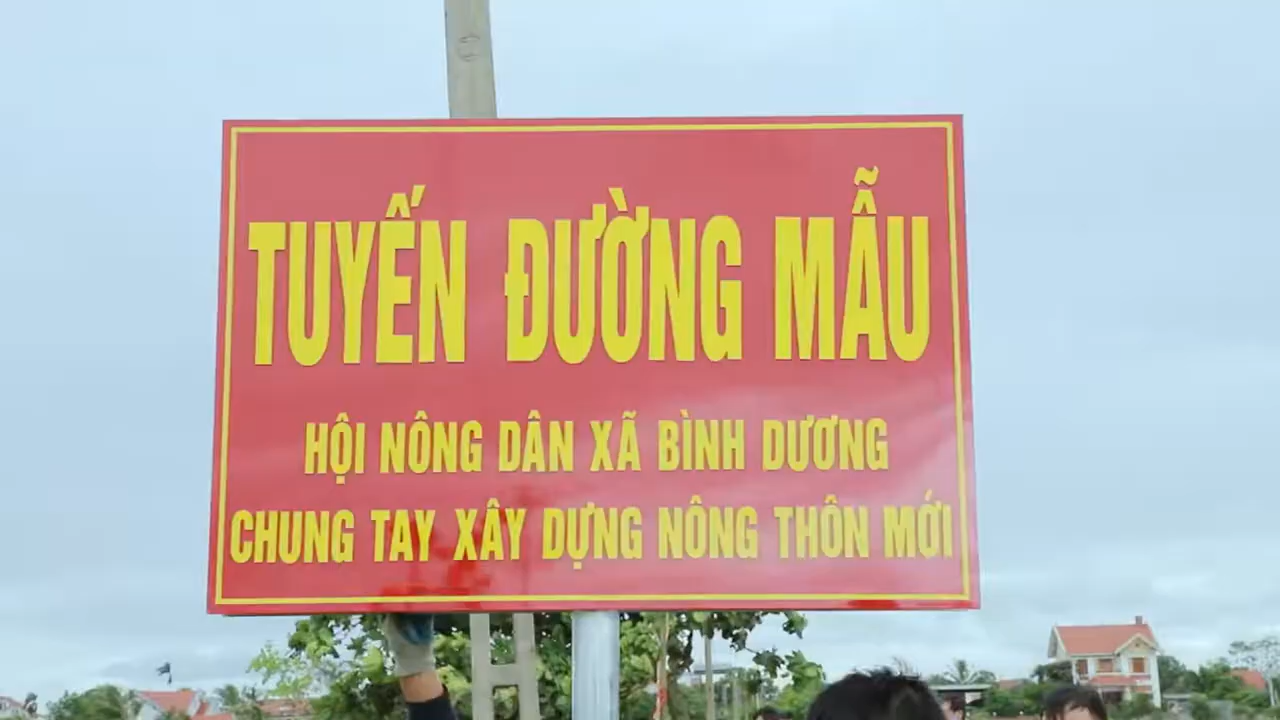 TUYẾN ĐƯỜNG MẪU
HỘI NÔNG DÂN XÃ BÌNH DƯƠNG
CHUNG TAY XÂY DỰNG NÔNG THÔN MỚI